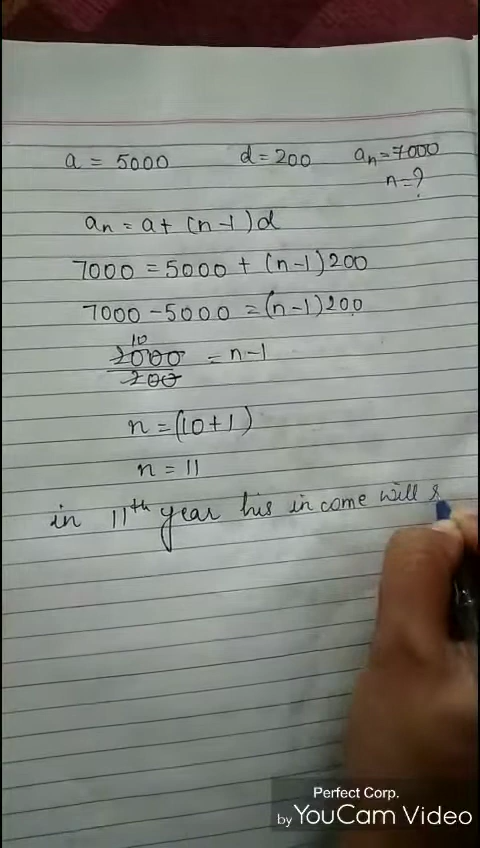 a = 5000 d = 200 an = 7000
n = ?
an = a + (n-1)d
7000 = 5000 + (n-1)200
7000 - 5000 = (n-1)200
10
2000/200 = n-1
n = (10+1)
n = 11
in 11th year his income will
Perfect Corp.
by YouCam Video